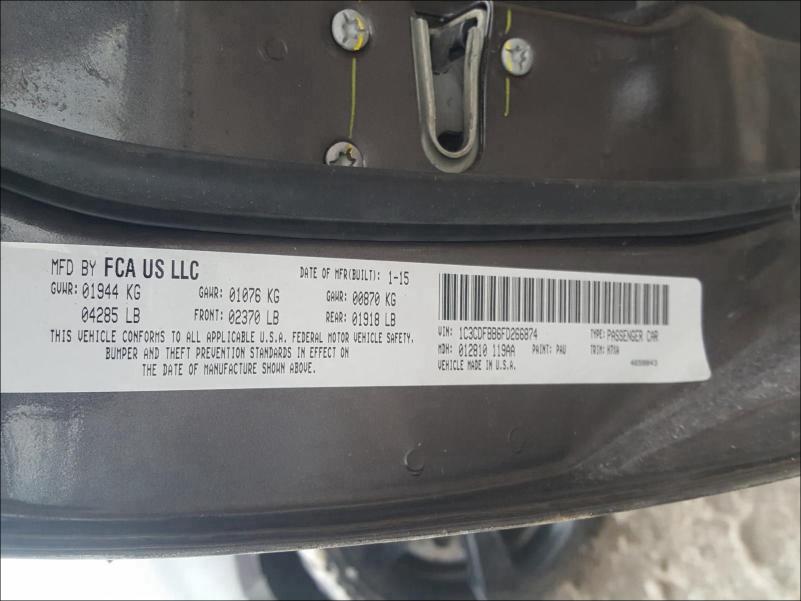 MFD BY FCA US LLC
DATE OF MFR(BUILT): 1-15
GVWR: 01944 KG
GAWR: 01076 KG
GAWR: 00870 KG
04285 LB
FRONT: 02370 LB
REAR: 01918 LB
THIS VEHICLE CONFORMS TO ALL APPLICABLE U.S.A. FEDERAL MOTOR VEHICLE SAFETY.
BUMPER AND THEFT PREVENTION STANDARDS IN EFFECT ON
THE DATE OF MANUFACTURE SHOWN ABOVE.
VIN: 1C3CDFBB6FD266874
TYPE: PASSENGER CAR
MDH: 012810 119AA
PAINT: PAU
TRIM:
VEHICLE MADE IN U.S.A.